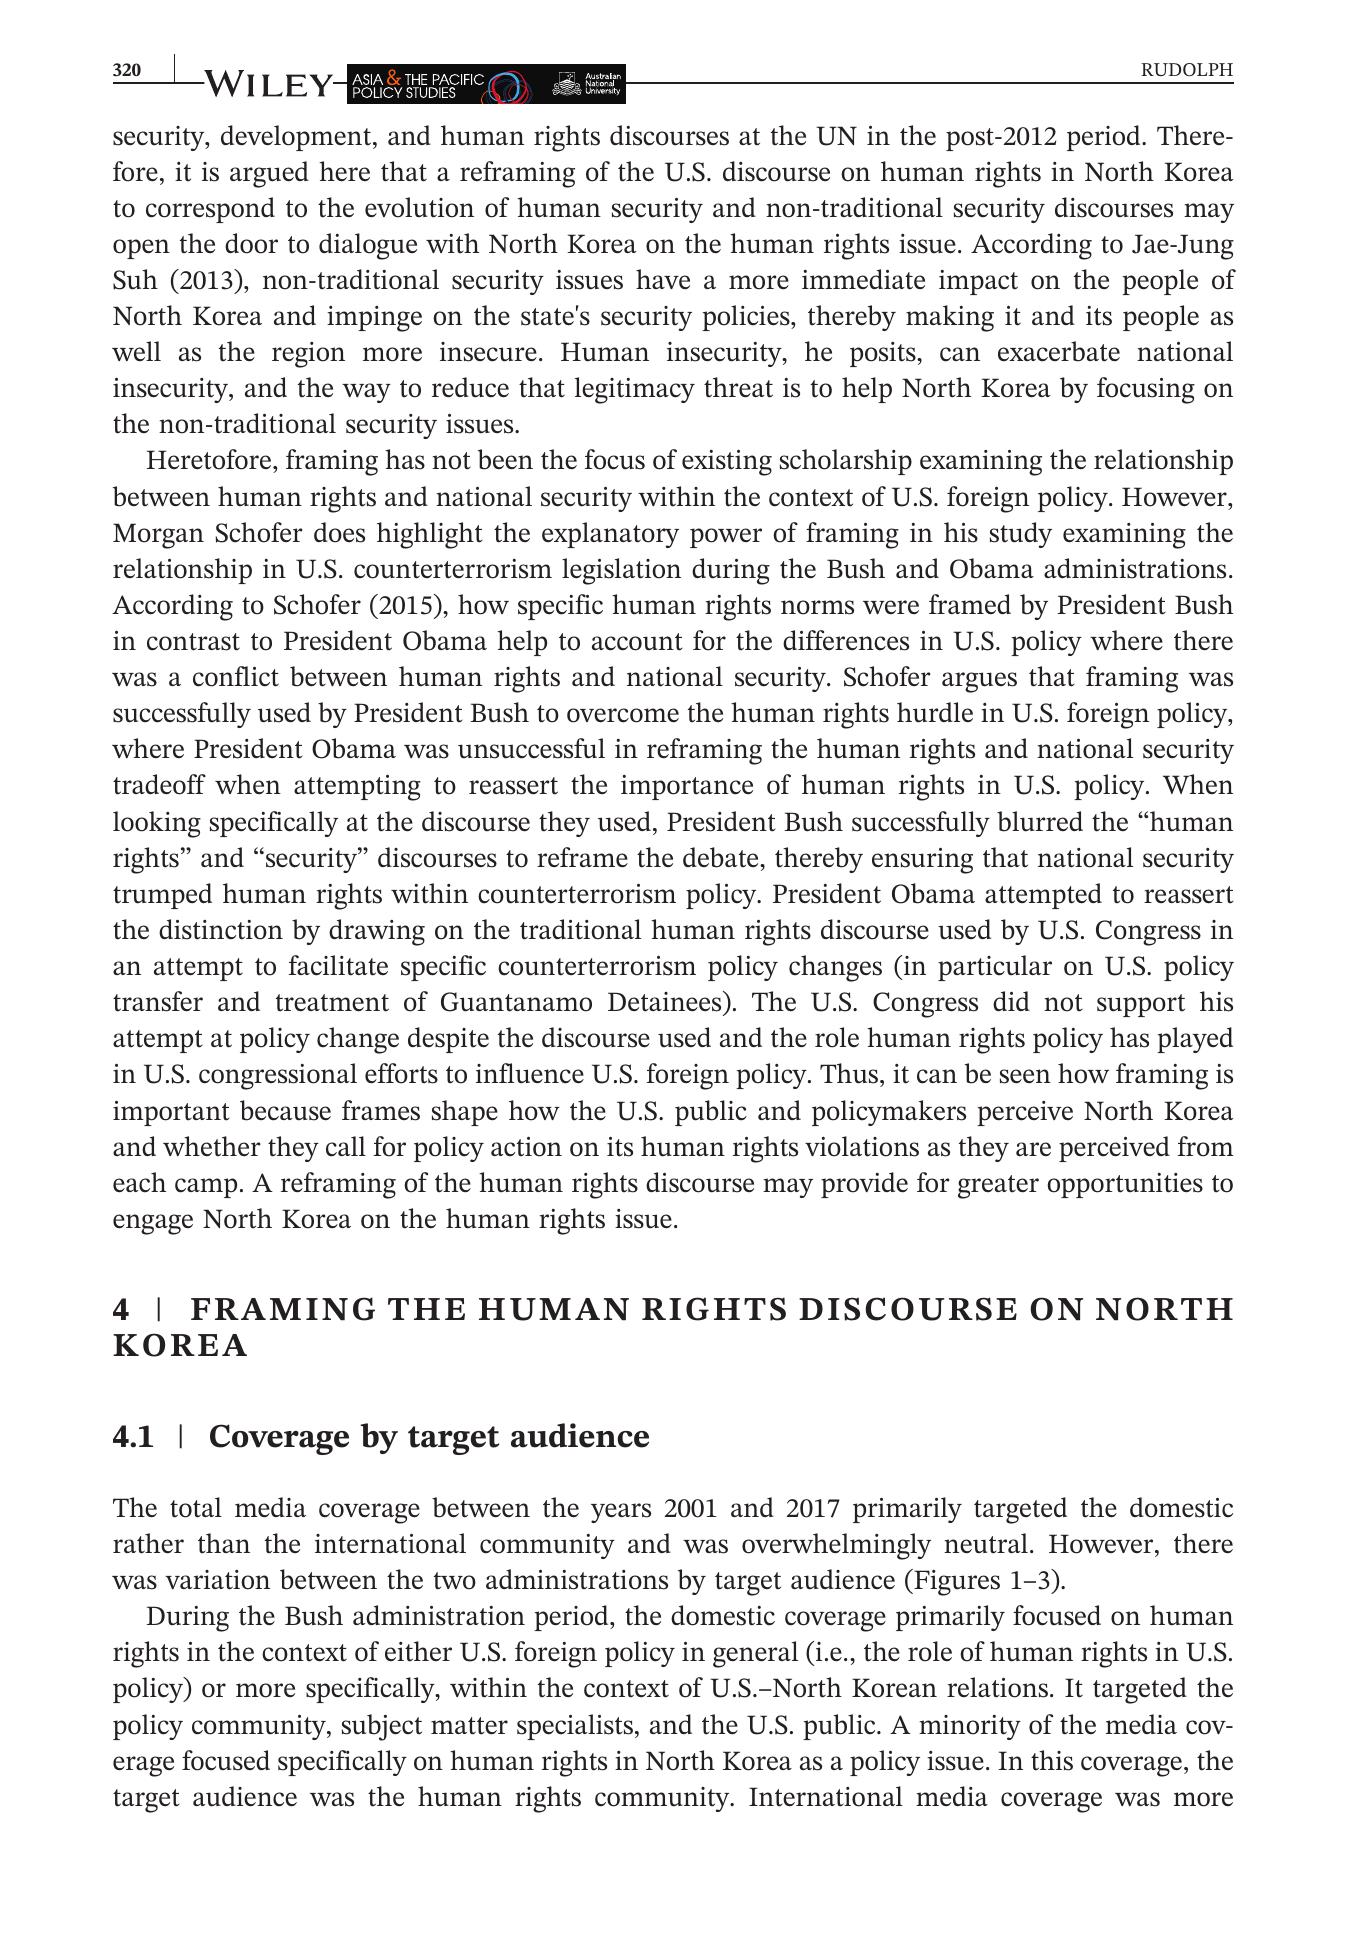 320
WILEY
ASIA & THE PACIFIC
POLICY STUDIES
Australian
National
University
RUDOLPH
security, development, and human rights discourses at the UN in the post-2012 period. There-
fore, it is argued here that a reframing of the U.S. discourse on human rights in North Korea
to correspond to the evolution of human security and non-traditional security discourses may
open the door to dialogue with North Korea on the human rights issue. According to Jae-Jung
Suh (2013), non-traditional security issues have a more immediate impact on the people of
North Korea and impinge on the state's security policies, thereby making it and its people as
well as the region more insecure. Human insecurity, he posits, can exacerbate national
insecurity, and the way to reduce that legitimacy threat is to help North Korea by focusing on
the non-traditional security issues.
Heretofore, framing has not been the focus of existing scholarship examining the relationship
between human rights and national security within the context of U.S. foreign policy. However,
Morgan Schofer does highlight the explanatory power of framing in his study examining the
relationship in U.S. counterterrorism legislation during the Bush and Obama administrations.
According to Schofer (2015), how specific human rights norms were framed by President Bush
in contrast to President Obama help to account for the differences in U.S. policy where there
was a conflict between human rights and national security. Schofer argues that framing was
successfully used by President Bush to overcome the human rights hurdle in U.S. foreign policy,
where President Obama was unsuccessful in reframing the human rights and national security
tradeoff when attempting to reassert the importance of human rights in U.S. policy. When
looking specifically at the discourse they used, President Bush successfully blurred the “human
rights” and “security” discourses to reframe the debate, thereby ensuring that national security
trumped human rights within counterterrorism policy. President Obama attempted to reassert
the distinction by drawing on the traditional human rights discourse used by U.S. Congress in
an attempt to facilitate specific counterterrorism policy changes (in particular on U.S. policy
transfer and treatment of Guantanamo Detainees). The U.S. Congress did not support his
attempt at policy change despite the discourse used and the role human rights policy has played
in U.S. congressional efforts to influence U.S. foreign policy. Thus, it can be seen how framing is
important because frames shape how the U.S. public and policymakers perceive North Korea
and whether they call for policy action on its human rights violations as they are perceived from
each camp. A reframing of the human rights discourse may provide for greater opportunities to
engage North Korea on the human rights issue.
4 | FRAMING THE HUMAN RIGHTS DISCOURSE ON NORTH
KOREA
4.1 | Coverage by target audience
The total media coverage between the years 2001 and 2017 primarily targeted the domestic
rather than the international community and was overwhelmingly neutral. However, there
was variation between the two administrations by target audience (Figures 1–3).
During the Bush administration period, the domestic coverage primarily focused on human
rights in the context of either U.S. foreign policy in general (i.e., the role of human rights in U.S.
policy) or more specifically, within the context of U.S.–North Korean relations. It targeted the
policy community, subject matter specialists, and the U.S. public. A minority of the media cov-
erage focused specifically on human rights in North Korea as a policy issue. In this coverage, the
target audience was the human rights community. International media coverage was more